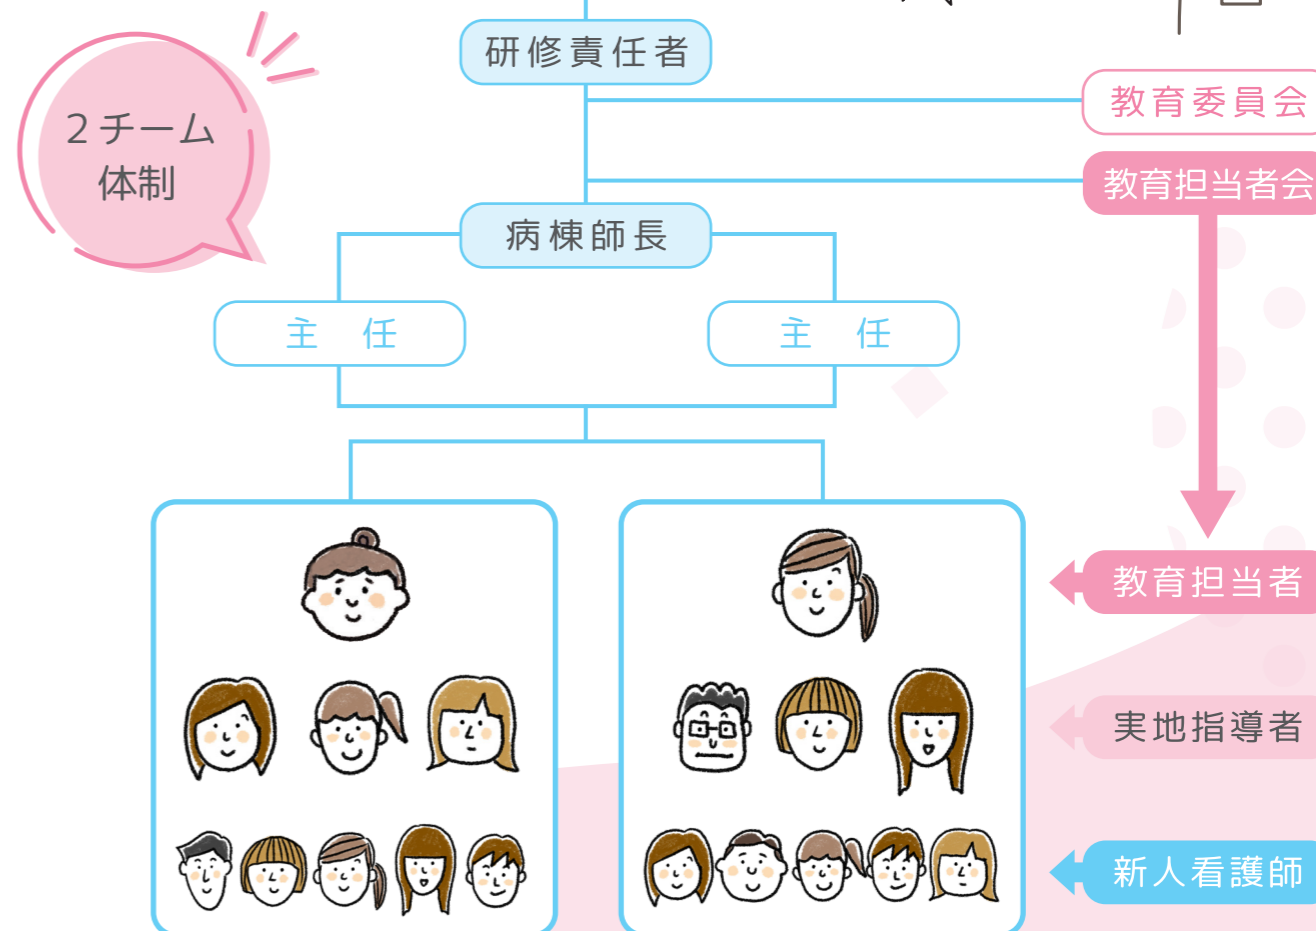 研修責任者
教育委員会
2チーム
体制
教育担当者会
病棟師長
主　任
主　任
教育担当者
実地指導者
新人看護師